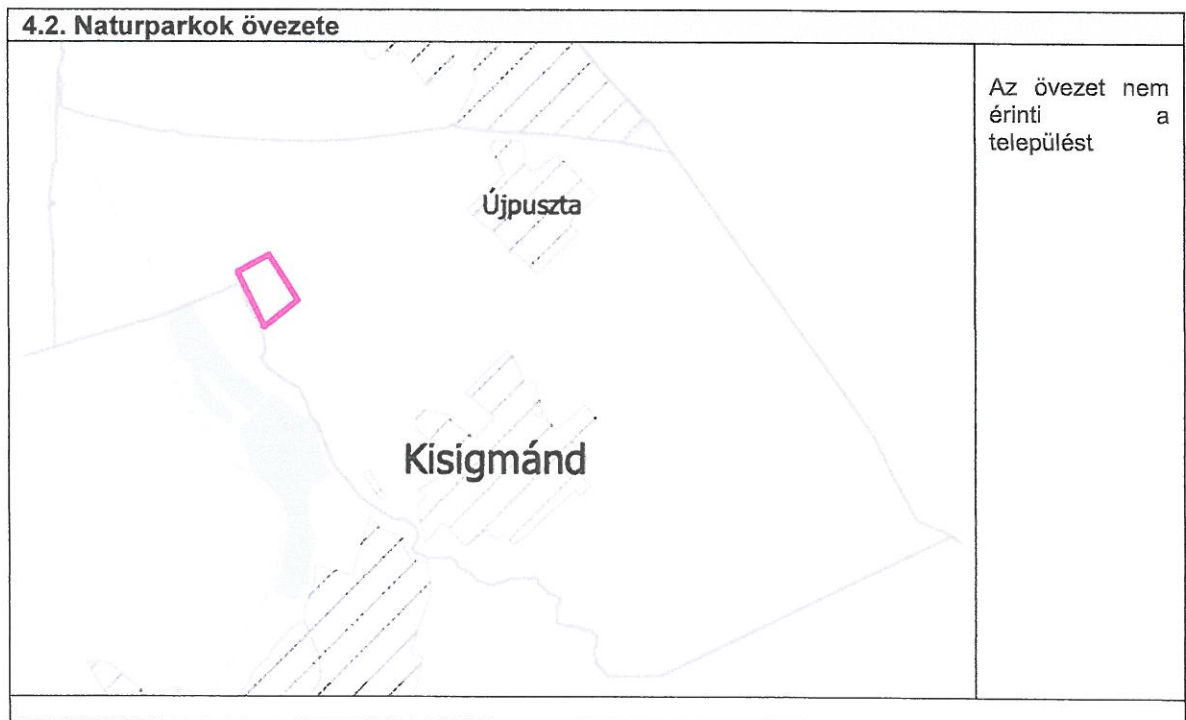 4.2. Naturparkok övezete
Az övezet nem
érinti a
települést
Újpuszta
Kisigmánd